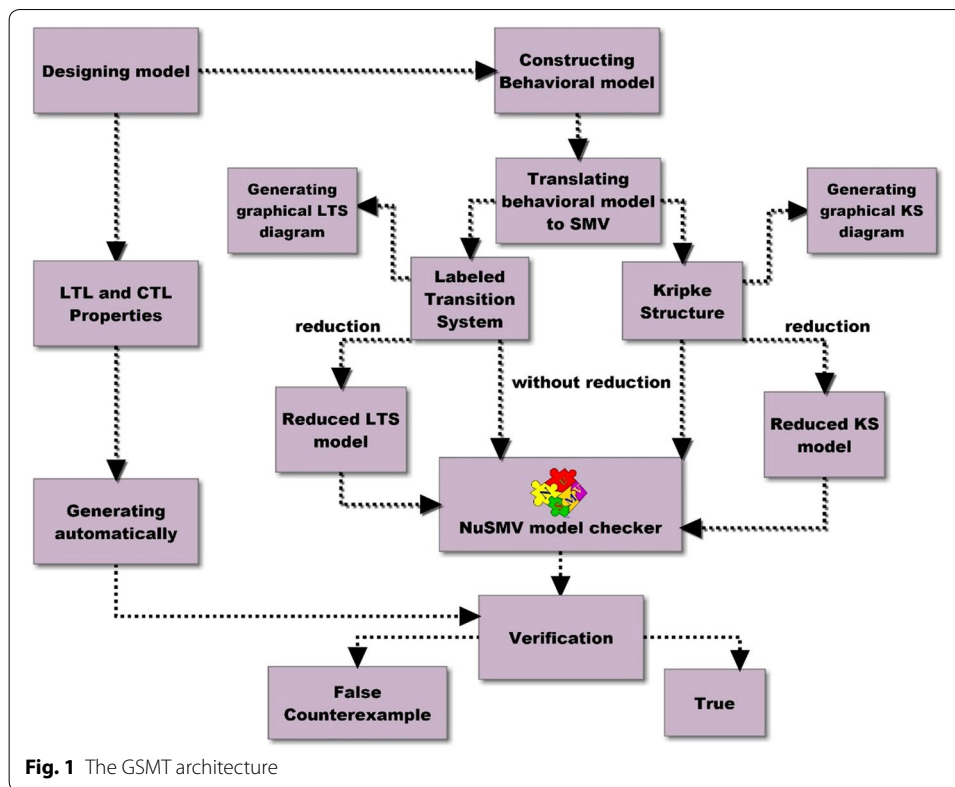 Designing model
Constructing
Behavioral model
Generating
graphical LTS
diagram
Translating
behavioral model
to SMV
Generating
graphical KS
diagram
LTL and CTL
Properties
Labeled
Transition
System
Kripke
Structure
reduction
reduction
without reduction
Reduced LTS
model
Reduced KS
model
Generating
automatically
NuSMV model checker
Verification
False
Counterexample
True
Fig. 1 The GSMT architecture